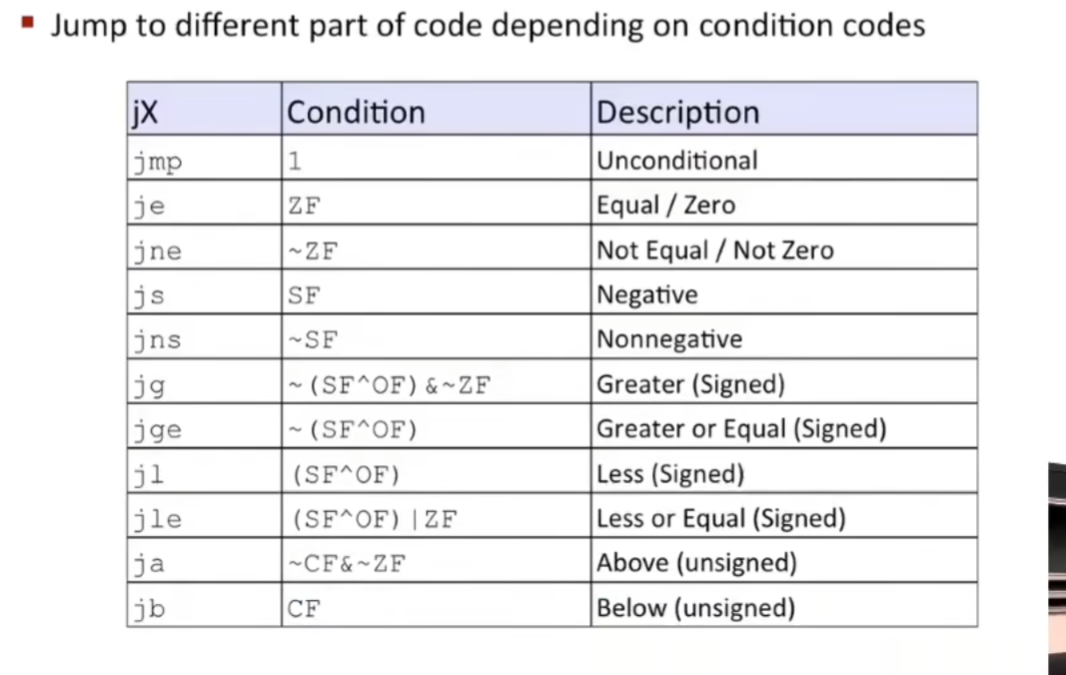 ▪ Jump to different part of code depending on condition codes
jX Condition Description
jmp 1 Unconditional
je ZF Equal / Zero
jne ~ZF Not Equal / Not Zero
js SF Negative
jns ~SF Nonnegative
jg ~(SF^OF)&~ZF Greater (Signed)
jge ~(SF^OF) Greater or Equal (Signed)
jl (SF^OF) Less (Signed)
jle (SF^OF)|ZF Less or Equal (Signed)
ja ~CF&~ZF Above (unsigned)
jb CF Below (unsigned)